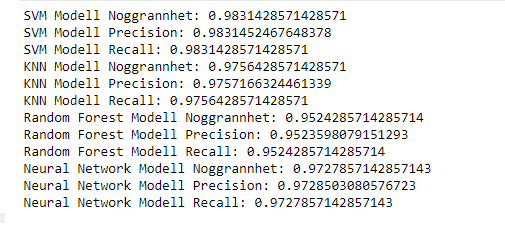 SVM Modell Noggrannhet: 0.9831428571428571
SVM Modell Precision: 0.9831452467648378
SVM Modell Recall: 0.9831428571428571
KNN Modell Noggrannhet: 0.9756428571428571
KNN Modell Precision: 0.9757166324461339
KNN Modell Recall: 0.9756428571428571
Random Forest Modell Noggrannhet: 0.9524285714285714
Random Forest Modell Precision: 0.9523598079151293
Random Forest Modell Recall: 0.9524285714285714
Neural Network Modell Noggrannhet: 0.9727857142857143
Neural Network Modell Precision: 0.9728503080576723
Neural Network Modell Recall: 0.9727857142857143